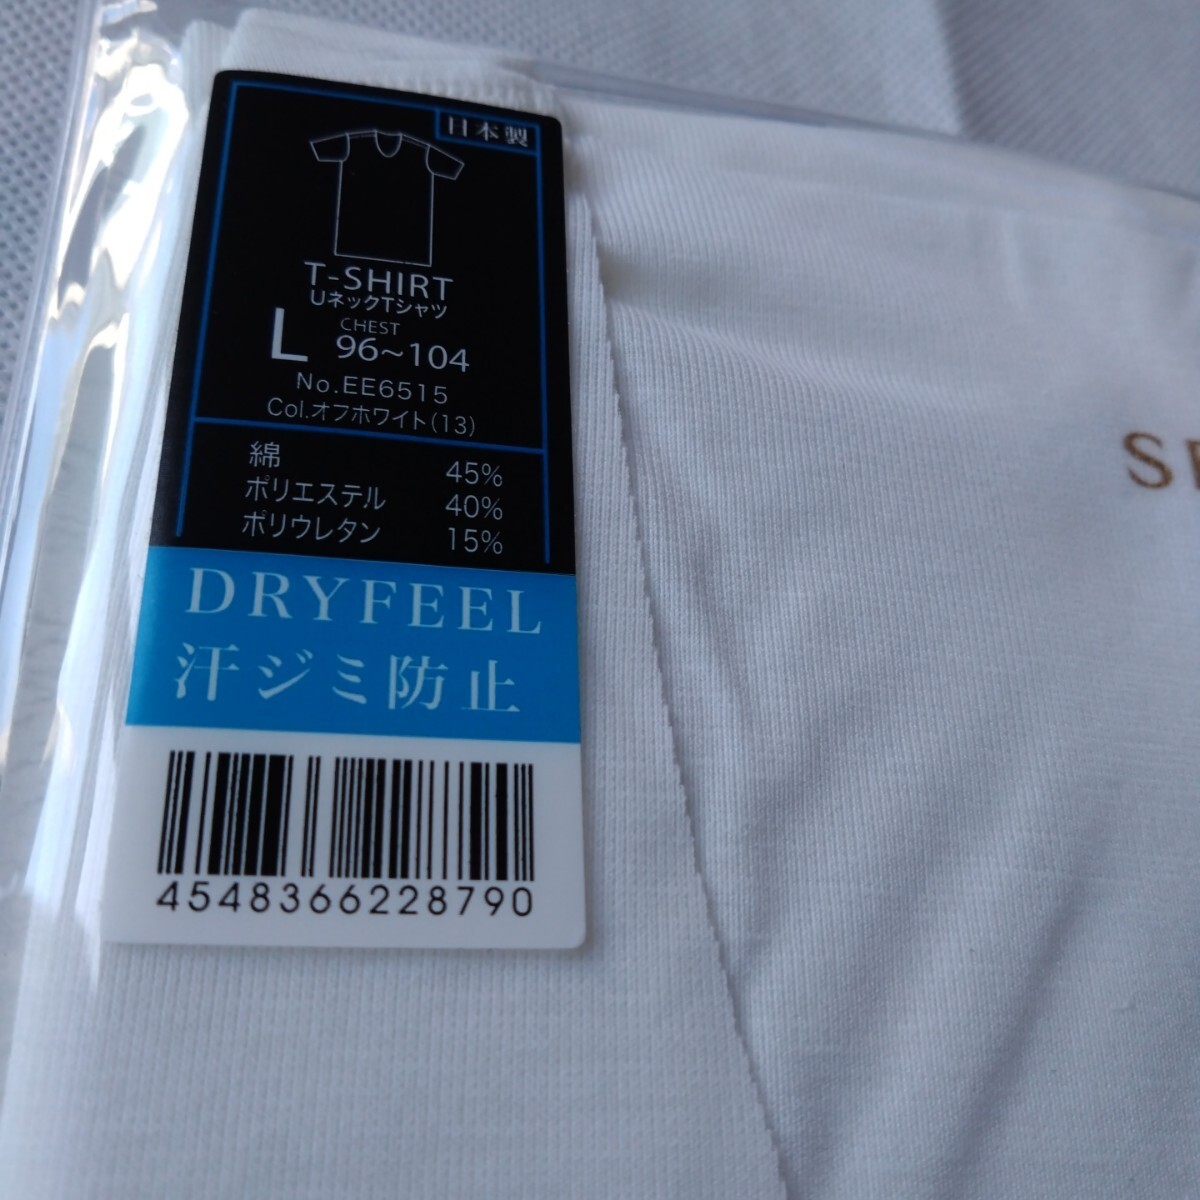 日本製
T-SHIRT
UネックTシャツ
L
CHEST
96~104
No.EE6515
Col.オフホワイト(13)
綿 45%
ポリエステル 40%
ポリウレタン 15%
DRYFEEL
汗ジミ防止
4548366228790